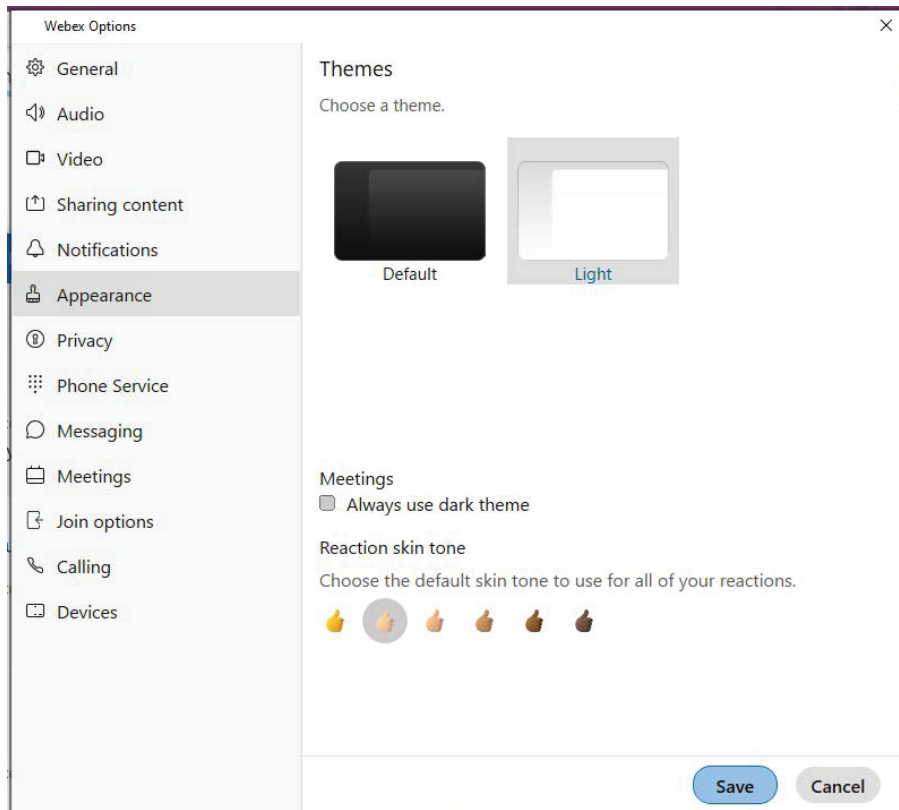 Webex Options
General
Audio
Video
Sharing content
Notifications
Appearance
Privacy
Phone Service
Messaging
Meetings
Join options
Calling
Devices
Themes
Choose a theme.
Default
Light
Meetings
Always use dark theme
Reaction skin tone
Choose the default skin tone to use for all of your reactions.
Save
Cancel